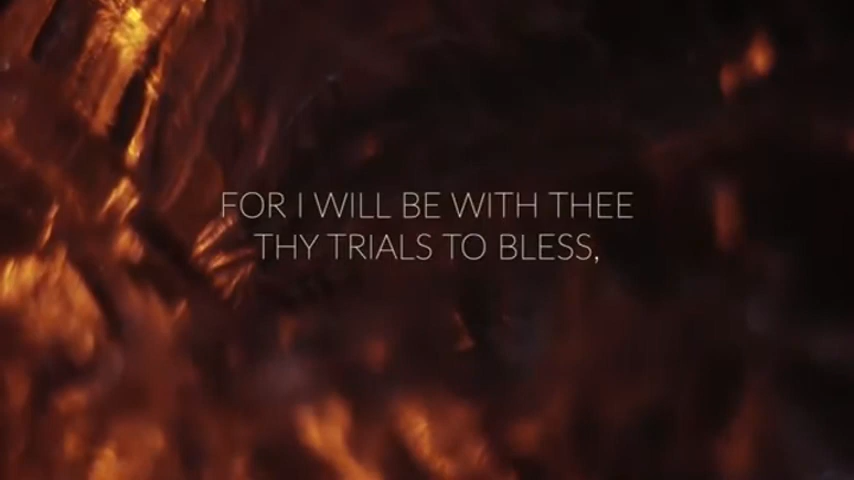 FOR I WILL BE WITH THEE
THY TRIALS TO BLESS,